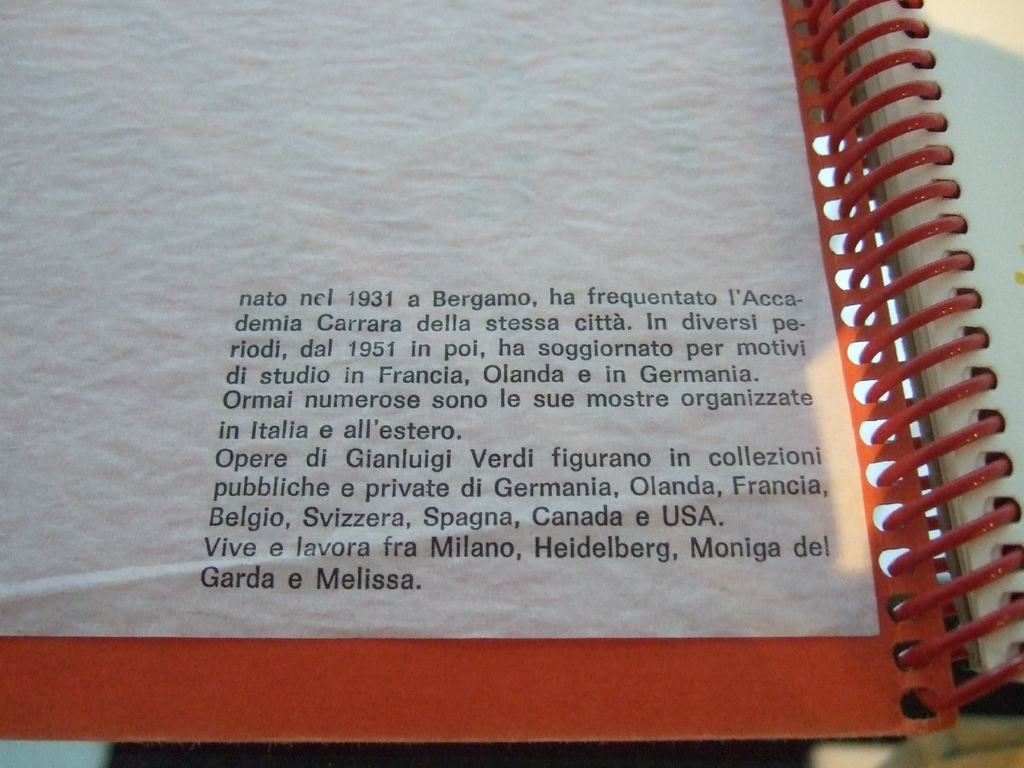 nato nel 1931 a Bergamo, ha frequentato l'Acca-
demia Carrara della stessa città. In diversi pe-
riodi, dal 1951 in poi, ha soggiornato per motivi
di studio in Francia, Olanda e in Germania.
Ormai numerose sono le sue mostre organizzate
in Italia e all'estero.
Opere di Gianluigi Verdi figurano in collezioni
pubbliche e private di Germania, Olanda, Francia,
Belgio, Svizzera, Spagna, Canada e USA.
Vive e lavora fra Milano, Heidelberg, Moniga del
Garda e Melissa.